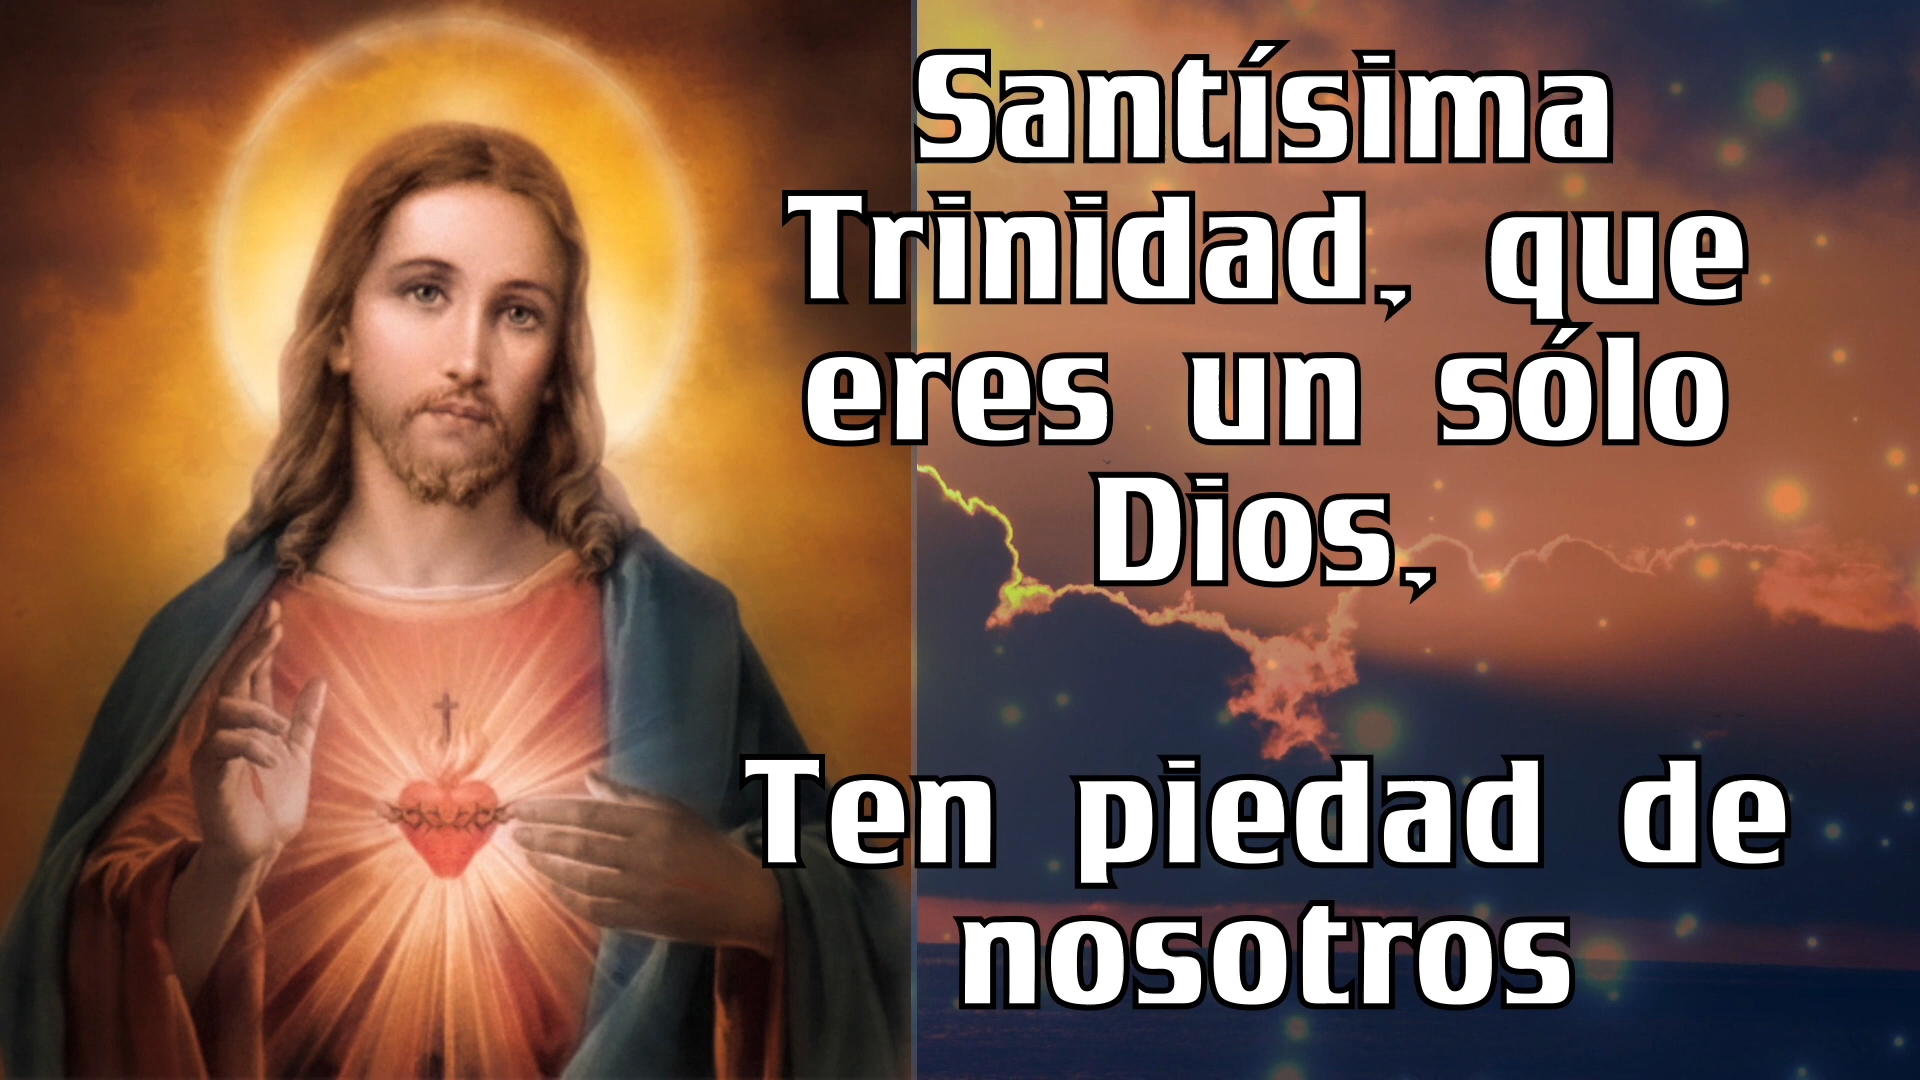 Santísima
Trinidad, que
eres un sólo
Dios,
Ten piedad de
nosotros